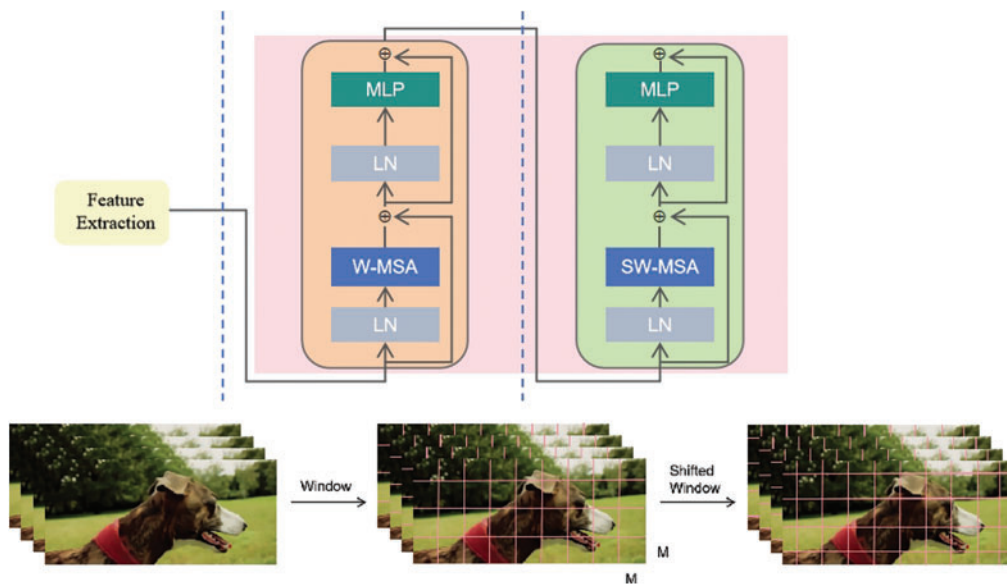 MLP
LN
W-MSA
LN
MLP
LN
SW-MSA
LN
Feature
Extraction
Window
Shifted
Window
M
M